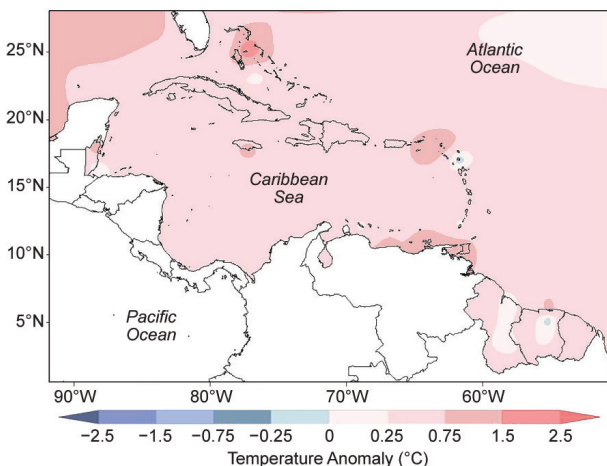 25°N
Atlantic
Ocean
20°N
15°N
Caribbean
Sea
10°N
5°N
Pacific
Ocean
90°W 80°W 70°W 60°W
−2.5 −1.5 −0.75 −0.25 0 0.25 0.75 1.5 2.5
Temperature Anomaly (°C)